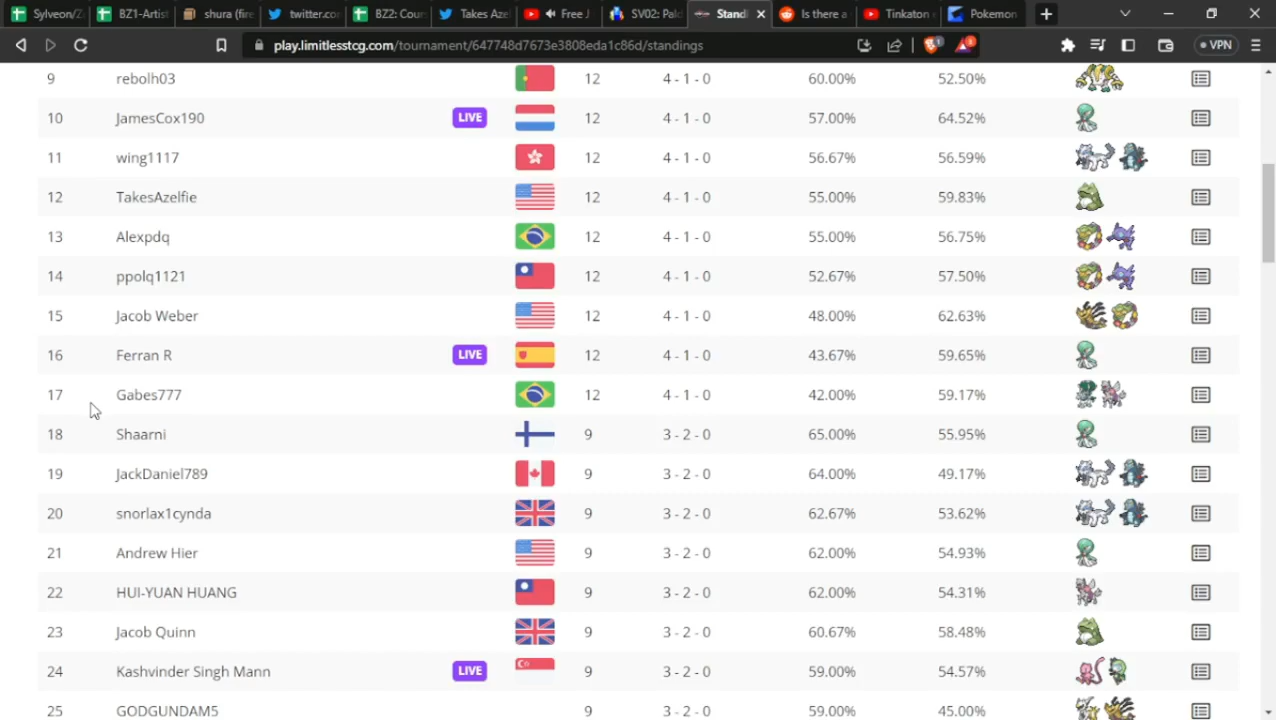 Sylveon/Z
BZ1-Artist
shura (fire
twitter.co
BZ2: Coun
Takes Aze
Free J
SV02: Pal
Standi
Is there a
Tinkaton
Pokemon
play.limitlesstcg.com/tournament/647748d7673e3808eda1c86d/standings
1
3
VPN
9 rebolh03 12 4 - 1 - 0 60.00% 52.50%
10 JamesCox190 LIVE 12 4 - 1 - 0 57.00% 64.52%
11 wing1117 12 4 - 1 - 0 56.67% 56.59%
12 TakesAzelfie 12 4 - 1 - 0 55.00% 59.83%
13 Alexpdq 12 4 - 1 - 0 55.00% 56.75%
14 ppolq1121 12 4 - 1 - 0 52.67% 57.50%
15 Jacob Weber 12 4 - 1 - 0 48.00% 62.63%
16 Ferran R LIVE 12 4 - 1 - 0 43.67% 59.65%
17 Gabes777 12 4 - 1 - 0 42.00% 59.17%
18 Shaarni 9 3 - 2 - 0 65.00% 55.95%
19 JackDaniel789 9 3 - 2 - 0 64.00% 49.17%
20 snorlax1cynda 9 3 - 2 - 0 62.67% 53.62%
21 Andrew Hier 9 3 - 2 - 0 62.00% 54.93%
22 HUI-YUAN HUANG 9 3 - 2 - 0 62.00% 54.31%
23 Jacob Quinn 9 3 - 2 - 0 60.67% 58.48%
24 Kashvinder Singh Mann LIVE 9 3 - 2 - 0 59.00% 54.57%
25 GODGUNDAM5 9 3 - 2 - 0 59.00% 45.00%